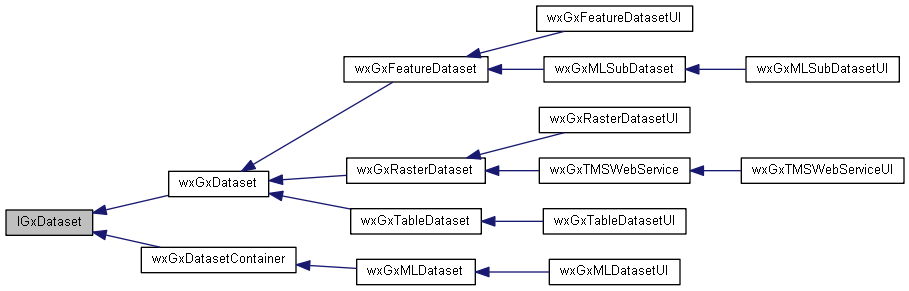 wxGxFeatureDatasetUI
wxGxFeatureDataset
wxGxMLSubDataset
wxGxMLSubDatasetUI
wxGxRasterDatasetUI
wxGxDataset
wxGxRasterDataset
wxGxTMSWebService
wxGxTMSWebServiceUI
IGxDataset
wxGxTableDataset
wxGxTableDatasetUI
wxGxDatasetContainer
wxGxMLDataset
wxGxMLDatasetUI